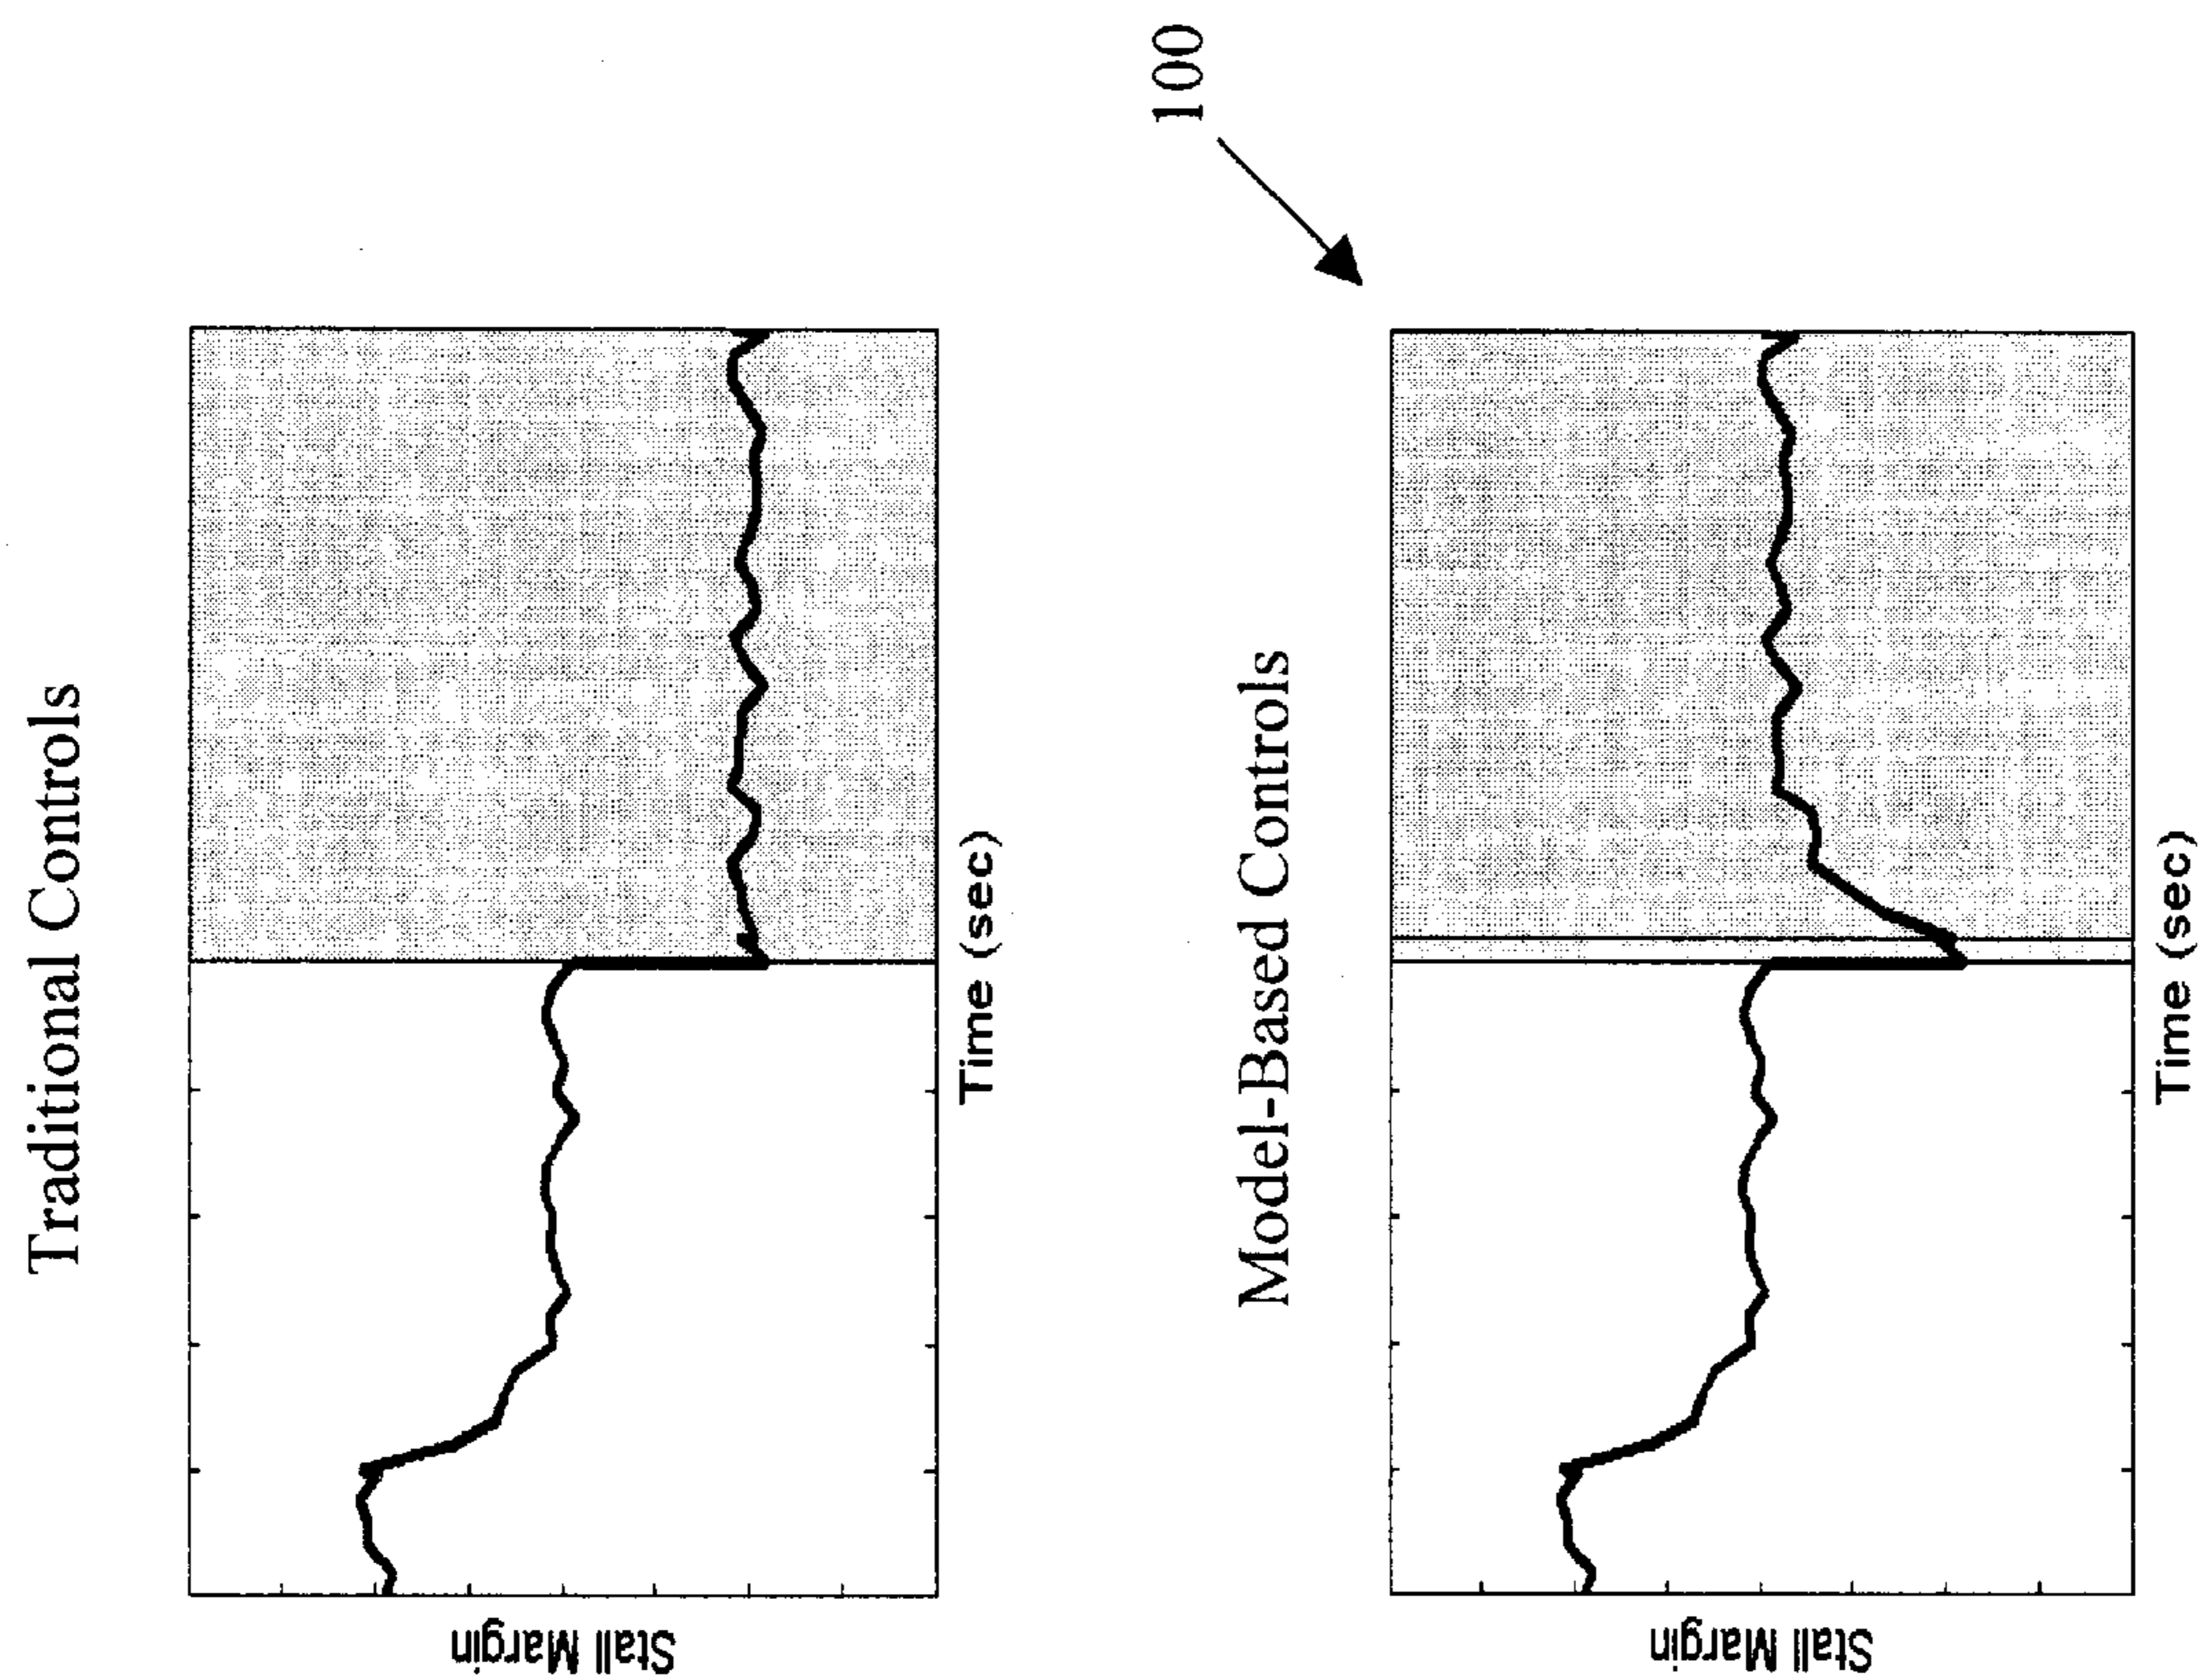 Traditional Controls
Stall Margin
Time (sec)
100
Model-Based Controls
Stall Margin
Time (sec)